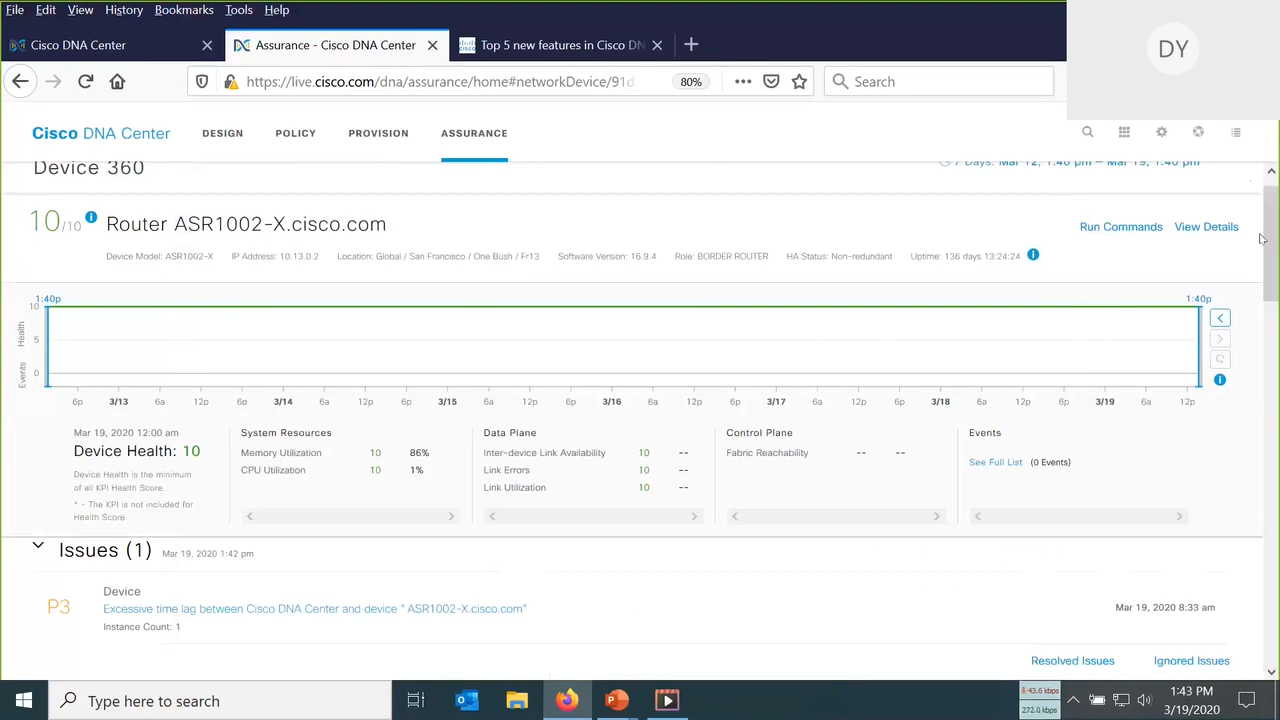 File Edit View History Bookmarks Tools Help
Cisco DNA Center
Assurance - Cisco DNA Center
Top 5 new features in Cisco DN
DY
https://live.cisco.com/dna/assurance/home#networkDevice/91d
80%
Search
Cisco DNA Center DESIGN POLICY PROVISION ASSURANCE
Device 360
7 Days: Mar 12, 1:40 pm – Mar 19, 1:40 pm
10/10 Router ASR1002-X.cisco.com
Run Commands View Details
Device Model: ASR1002-X IP Address: 10.13.0.2 Location: Global / San Francisco / One Bush / Fr13 Software Version: 16.9.4 Role: BORDER ROUTER HA Status: Non-redundant Uptime: 136 days 13:24:24
1:40p 1:40p
10
Health
5
Events
0
6p 3/13 6a 12p 6p 3/14 6a 12p 6p 3/15 6a 12p 6p 3/16 6a 12p 6p 3/17 6a 12p 6p 3/18 6a 12p 6p 3/19 6a 12p
Mar 19, 2020 12:00 am
Device Health: 10
Device Health is the minimum
of all KPI Health Score.
* - The KPI is not included for
Health Score
System Resources
Memory Utilization 10 86%
CPU Utilization 10 1%
Data Plane
Inter-device Link Availability 10 --
Link Errors 10 --
Link Utilization 10 --
Control Plane
Fabric Reachability -- --
Events
See Full List (0 Events)
Issues (1) Mar 19, 2020 1:42 pm
P3
Device
Excessive time lag between Cisco DNA Center and device " ASR1002-X.cisco.com"
Instance Count: 1
Mar 19, 2020 8:33 am
Resolved Issues Ignored Issues
Type here to search
43.6 kbps
272.0 kbps
1:43 PM
3/19/2020